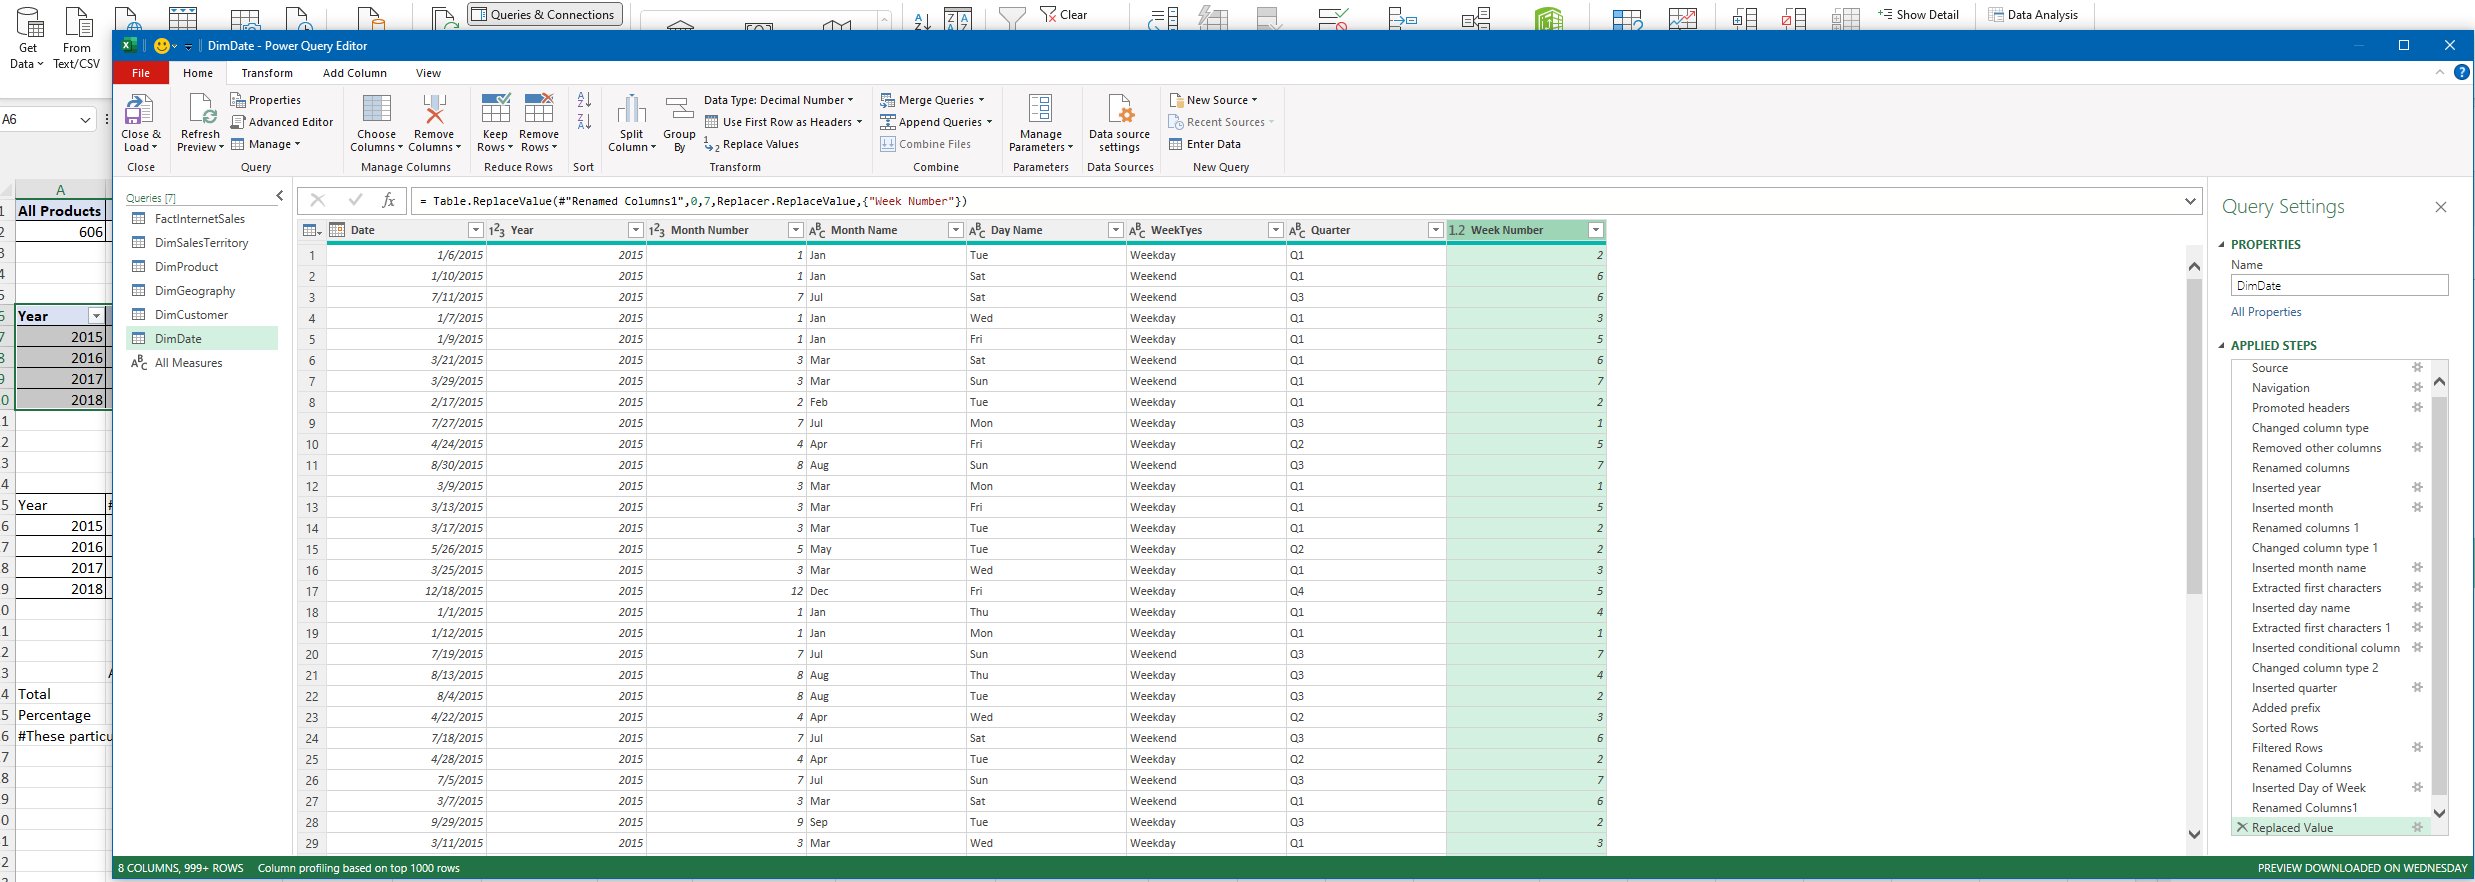 Get Data
From Text/CSV
Queries & Connections
Clear
Show Detail
Data Analysis
DimDate - Power Query Editor
File Home Transform Add Column View
Close & Load
Refresh Preview
Properties
Advanced Editor
Manage
Choose Columns
Remove Columns
Keep Rows
Remove Rows
Split Column
Group By
Data Type: Decimal Number
Use First Row as Headers
Replace Values
Merge Queries
Append Queries
Combine Files
Manage Parameters
Data source settings
New Source
Recent Sources
Enter Data
Close Query Manage Columns Reduce Rows Sort Transform Combine Parameters Data Sources New Query
A6
A
All Products
606
Year
2015
2016
2017
2018
Year #
2015
2016
2017
2018
Total
Percentage
#These particu
Queries [7]
FactInternetSales
DimSalesTerritory
DimProduct
DimGeography
DimCustomer
DimDate
All Measures
fx = Table.ReplaceValue(#"Renamed Columns1",0,7,Replacer.ReplaceValue,{"Week Number"})
Date 123 Year 123 Month Number ABC Month Name ABC Day Name ABC WeekTyes ABC Quarter 1.2 Week Number
1 1/6/2015 2015 1 Jan Tue Weekday Q1 2
2 1/10/2015 2015 1 Jan Sat Weekend Q1 6
3 7/11/2015 2015 7 Jul Sat Weekend Q3 6
4 1/7/2015 2015 1 Jan Wed Weekday Q1 3
5 1/9/2015 2015 1 Jan Fri Weekday Q1 5
6 3/21/2015 2015 3 Mar Sat Weekend Q1 6
7 3/29/2015 2015 3 Mar Sun Weekend Q1 7
8 2/17/2015 2015 2 Feb Tue Weekday Q1 2
9 7/27/2015 2015 7 Jul Mon Weekday Q3 1
10 4/24/2015 2015 4 Apr Fri Weekday Q2 5
11 8/30/2015 2015 8 Aug Sun Weekend Q3 7
12 3/9/2015 2015 3 Mar Mon Weekday Q1 1
13 3/13/2015 2015 3 Mar Fri Weekday Q1 5
14 3/17/2015 2015 3 Mar Tue Weekday Q1 2
15 5/26/2015 2015 5 May Tue Weekday Q2 2
16 3/25/2015 2015 3 Mar Wed Weekday Q1 3
17 12/18/2015 2015 12 Dec Fri Weekday Q4 5
18 1/1/2015 2015 1 Jan Thu Weekday Q1 4
19 1/12/2015 2015 1 Jan Mon Weekday Q1 1
20 7/19/2015 2015 7 Jul Sun Weekend Q3 7
21 8/13/2015 2015 8 Aug Thu Weekday Q3 4
22 8/4/2015 2015 8 Aug Tue Weekday Q3 2
23 4/22/2015 2015 4 Apr Wed Weekday Q2 3
24 7/18/2015 2015 7 Jul Sat Weekend Q3 6
25 4/28/2015 2015 4 Apr Tue Weekday Q2 2
26 7/5/2015 2015 7 Jul Sun Weekend Q3 7
27 3/7/2015 2015 3 Mar Sat Weekend Q1 6
28 9/29/2015 2015 9 Sep Tue Weekday Q3 2
29 3/11/2015 2015 3 Mar Wed Weekday Q1 3
Query Settings
PROPERTIES
Name
DimDate
All Properties
APPLIED STEPS
Source
Navigation
Promoted headers
Changed column type
Removed other columns
Renamed columns
Inserted year
Inserted month
Renamed columns 1
Changed column type 1
Inserted month name
Extracted first characters
Inserted day name
Extracted first characters 1
Inserted conditional column
Changed column type 2
Inserted quarter
Added prefix
Sorted Rows
Filtered Rows
Renamed Columns
Inserted Day of Week
Renamed Columns1
Replaced Value
8 COLUMNS, 999+ ROWS Column profiling based on top 1000 rows
PREVIEW DOWNLOADED ON WEDNESDAY